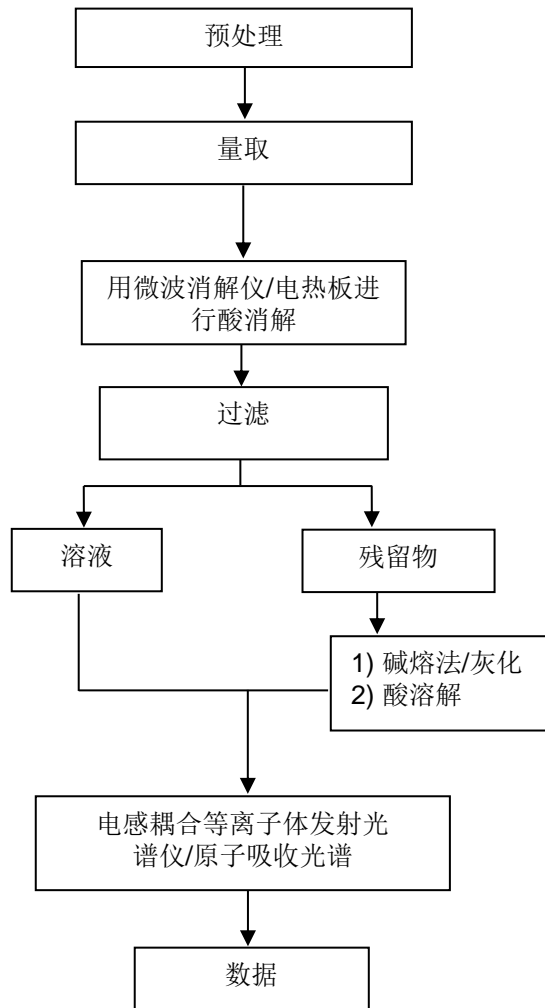 预处理
量取
用微波消解仪/电热板进
行酸消解
过滤
溶液
残留物
1) 碱熔法/灰化
2) 酸溶解
电感耦合等离子体发射光
谱仪/原子吸收光谱
数据